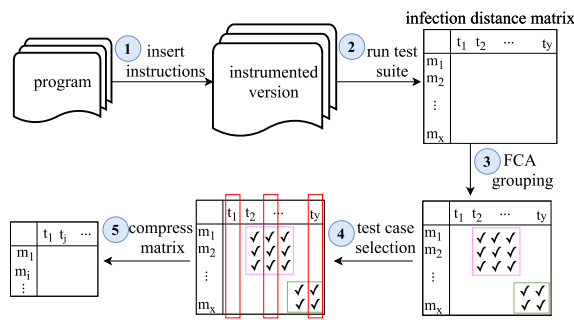 infection distance matrix
1 insert
instructions
2 run test
suite
program
instrumented
version
t1 t2 ... ty
m1
m2
⋮
mx
3 FCA
grouping
t1 t2 ... ty
m1
m2
⋮
mx
✓ ✓ ✓
✓ ✓ ✓
✓ ✓ ✓
✓ ✓
✓ ✓
4 test case
selection
t1 t2 ... ty
m1
m2
⋮
mx
✓ ✓ ✓
✓ ✓ ✓
✓ ✓ ✓
✓ ✓
✓ ✓
5 compress
matrix
t1 tj ...
m1
mi
⋮